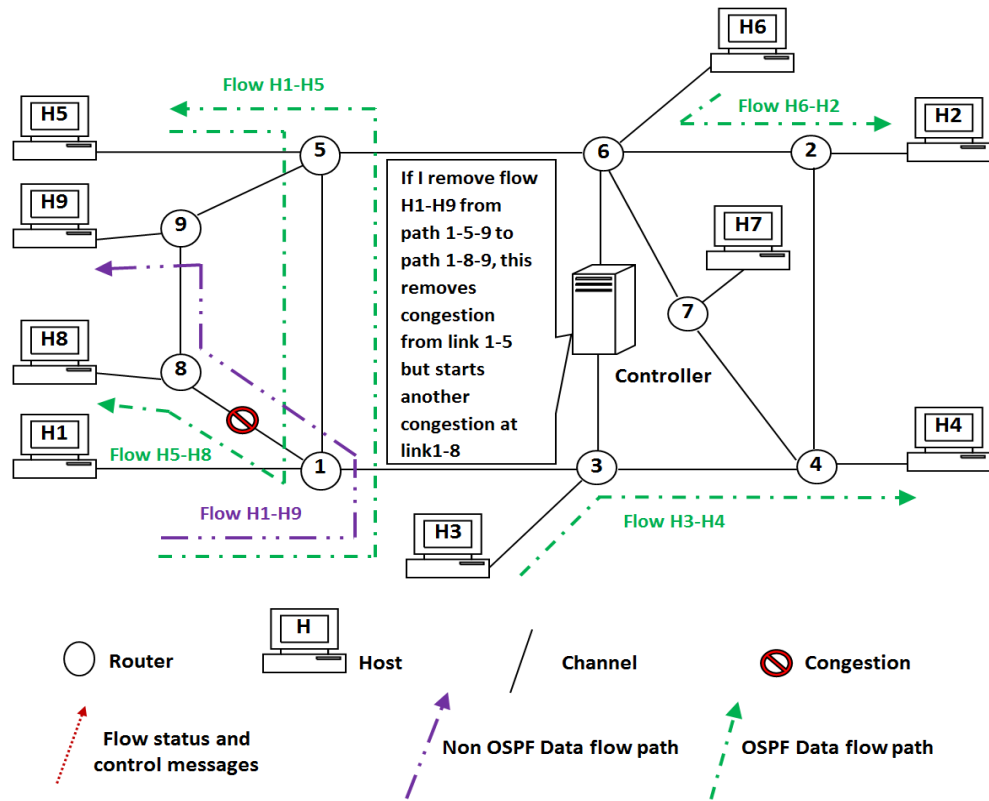 H6
Flow H1-H5
Flow H6-H2
H5
H2
5
6
2
If I remove flow
H1-H9 from
path 1-5-9 to
path 1-8-9, this
removes
congestion
from link 1-5
but starts
another
congestion at
link1-8
H9
9
H7
7
H8
8
Controller
H1
Flow H5-H8
1
3
4
H4
Flow H1-H9
H3
Flow H3-H4
H
Router
Host
Channel
Congestion
Flow status and
control messages
Non OSPF Data flow path
OSPF Data flow path